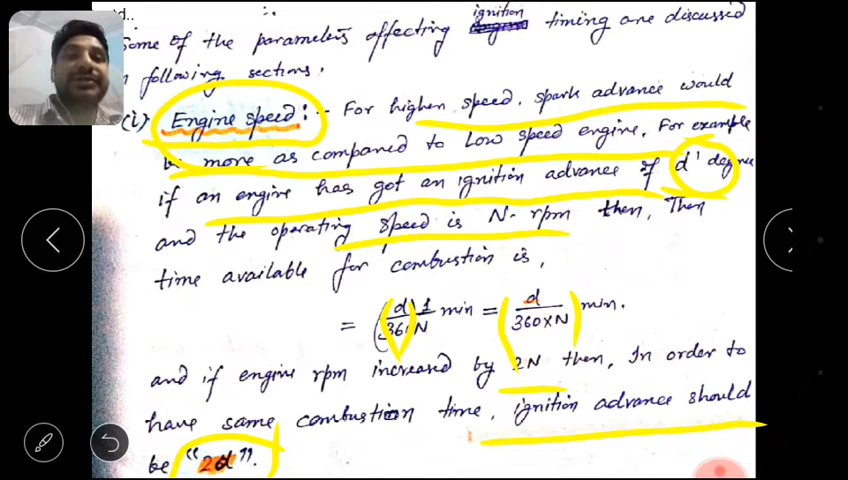 Some of the parameters affecting ignition timing are discussed
following sections.
(i) Engine speed :- For higher speed, spark advance would
be more as compared to Low speed engine. For example
if an engine has got an ignition advance of d' degree
and the operating speed is N- rpm then, Then
time available for combustion is,
= (d/360) 1/N min = (d/360×N) min.
and if engine rpm increased by 2N then, In order to
have same combustion time, ignition advance should
be "2d".